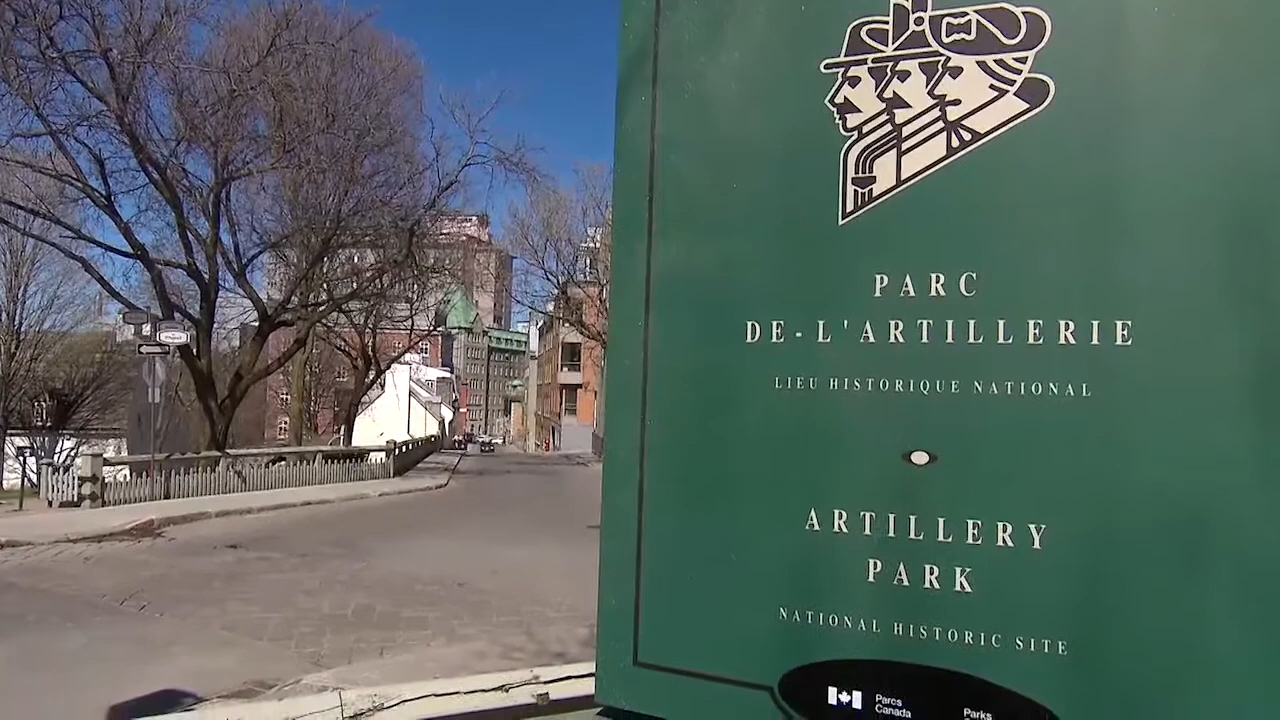 PARC
DE-L'ARTILLERIE
LIEU HISTORIQUE NATIONAL
ARTILLERY
PARK
NATIONAL HISTORIC SITE
Parcs
Canada
Parks